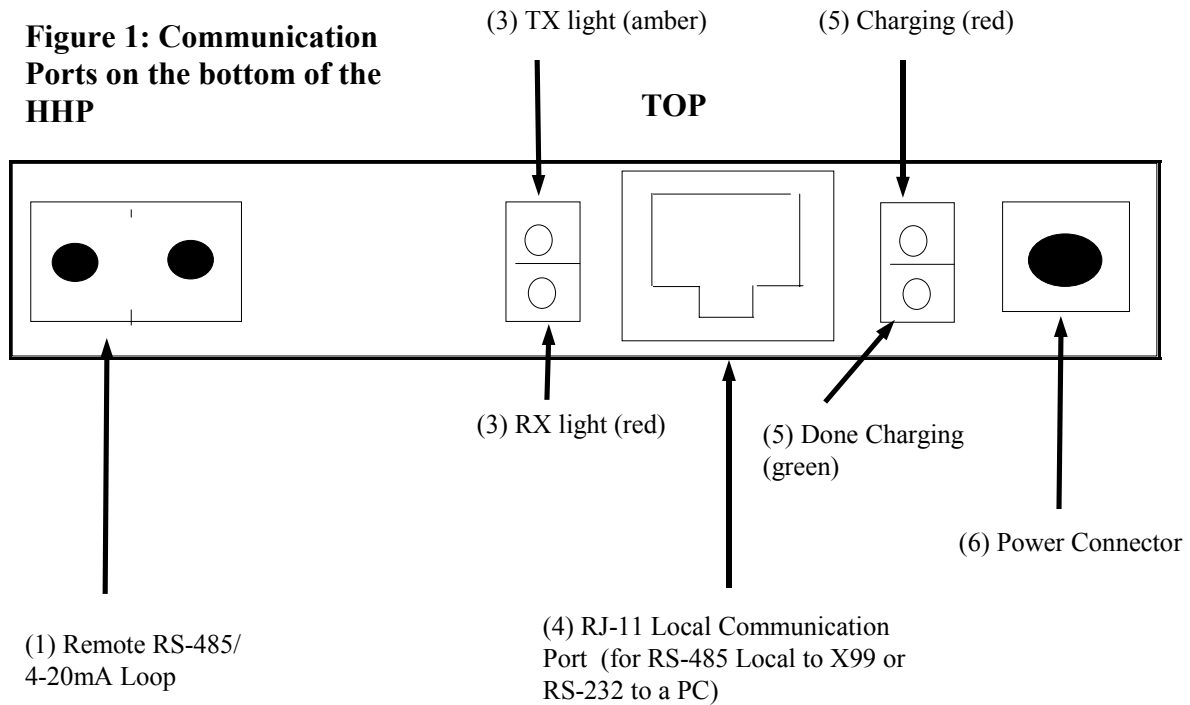 Figure 1: Communication
Ports on the bottom of the
HHP
(3) TX light (amber)
(5) Charging (red)
TOP
(3) RX light (red)
(5) Done Charging
(green)
(6) Power Connector
(1) Remote RS-485/
4-20mA Loop
(4) RJ-11 Local Communication
Port  (for RS-485 Local to X99 or
RS-232 to a PC)